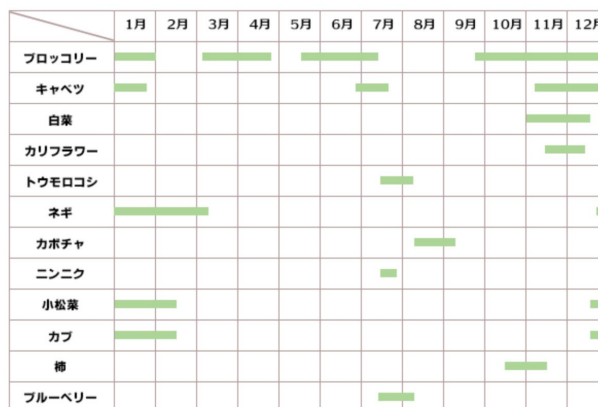 1月 2月 3月 4月 5月 6月 7月 8月 9月 10月 11月 12月
ブロッコリー
キャベツ
白菜
カリフラワー
トウモロコシ
ネギ
カボチャ
ニンニク
小松菜
カブ
柿
ブルーベリー